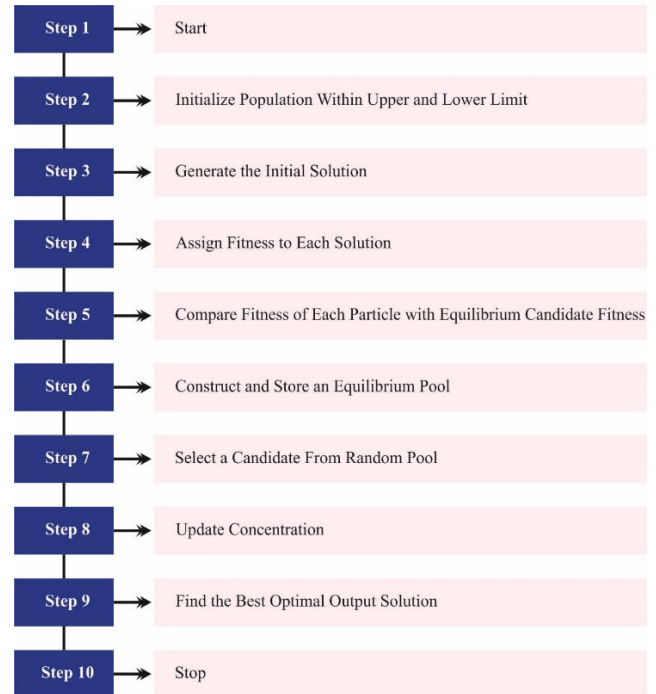 Step 1
Start
Step 2
Initialize Population Within Upper and Lower Limit
Step 3
Generate the Initial Solution
Step 4
Assign Fitness to Each Solution
Step 5
Compare Fitness of Each Particle with Equilibrium Candidate Fitness
Step 6
Construct and Store an Equilibrium Pool
Step 7
Select a Candidate From Random Pool
Step 8
Update Concentration
Step 9
Find the Best Optimal Output Solution
Step 10
Stop